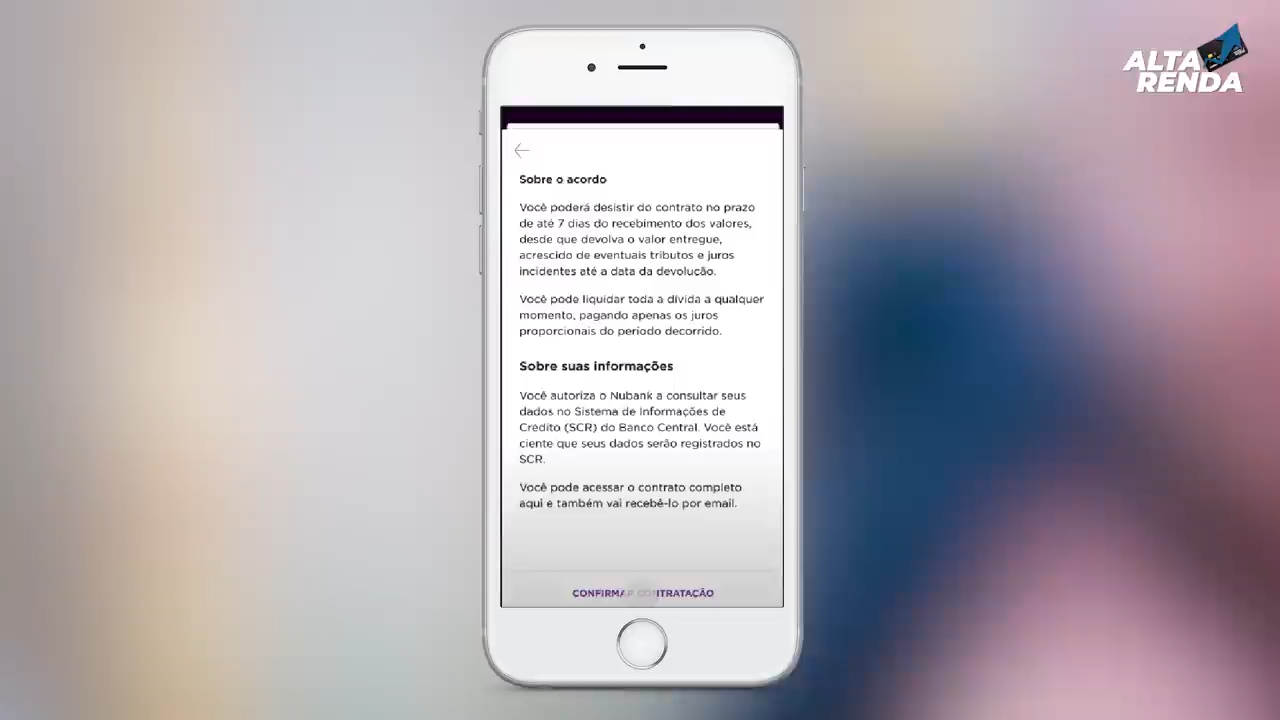 ALTA
RENDA
Sobre o acordo
Você poderá desistir do contrato no prazo
de até 7 dias do recebimento dos valores,
desde que devolva o valor entregue,
acrescido de eventuais tributos e juros
incidentes até a data da devolução.
Você pode liquidar toda a dívida a qualquer
momento, pagando apenas os juros
proporcionais do período decorrido.
Sobre suas informações
Você autoriza o Nubank a consultar seus
dados no Sistema de Informações de
Crédito (SCR) do Banco Central. Você está
ciente que seus dados serão registrados no
SCR.
Você pode acessar o contrato completo
aqui e também vai recebê-lo por email.
CONFIRMAR CONTRATAÇÃO